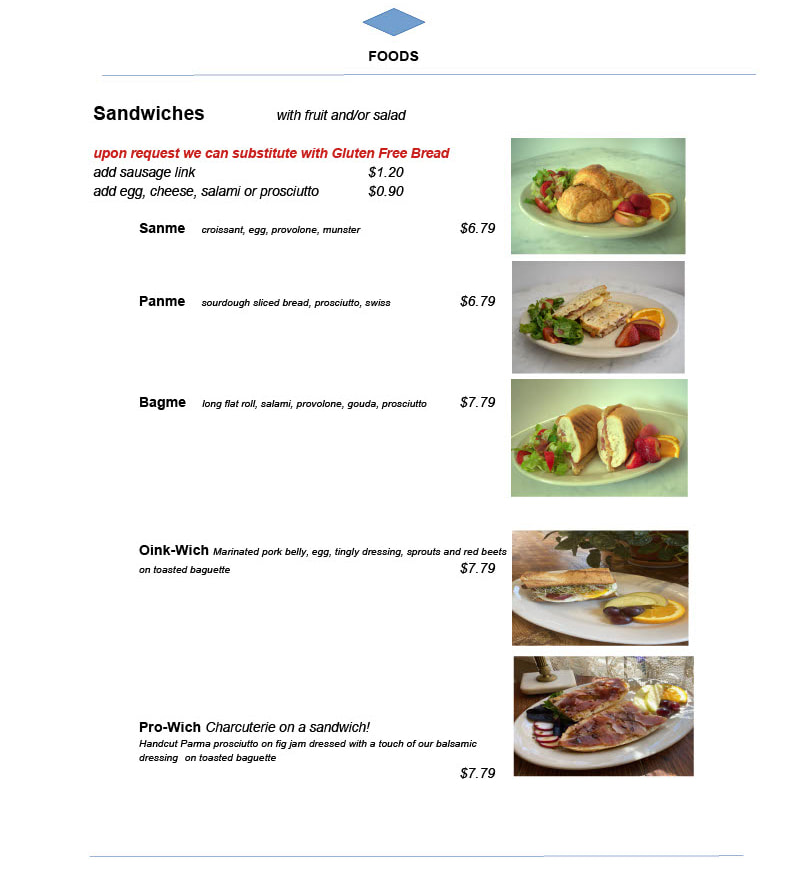 FOODS
Sandwiches with fruit and/or salad
upon request we can substitute with Gluten Free Bread
add sausage link $1.20
add egg, cheese, salami or prosciutto $0.90
Sanme croissant, egg, provolone, munster $6.79
Panme sourdough sliced bread, prosciutto, swiss $6.79
Bagme long flat roll, salami, provolone, gouda, prosciutto $7.79
Oink-Wich Marinated pork belly, egg, tingly dressing, sprouts and red beets
on toasted baguette $7.79
Pro-Wich Charcuterie on a sandwich!
Handcut Parma prosciutto on fig jam dressed with a touch of our balsamic
dressing on toasted baguette
$7.79